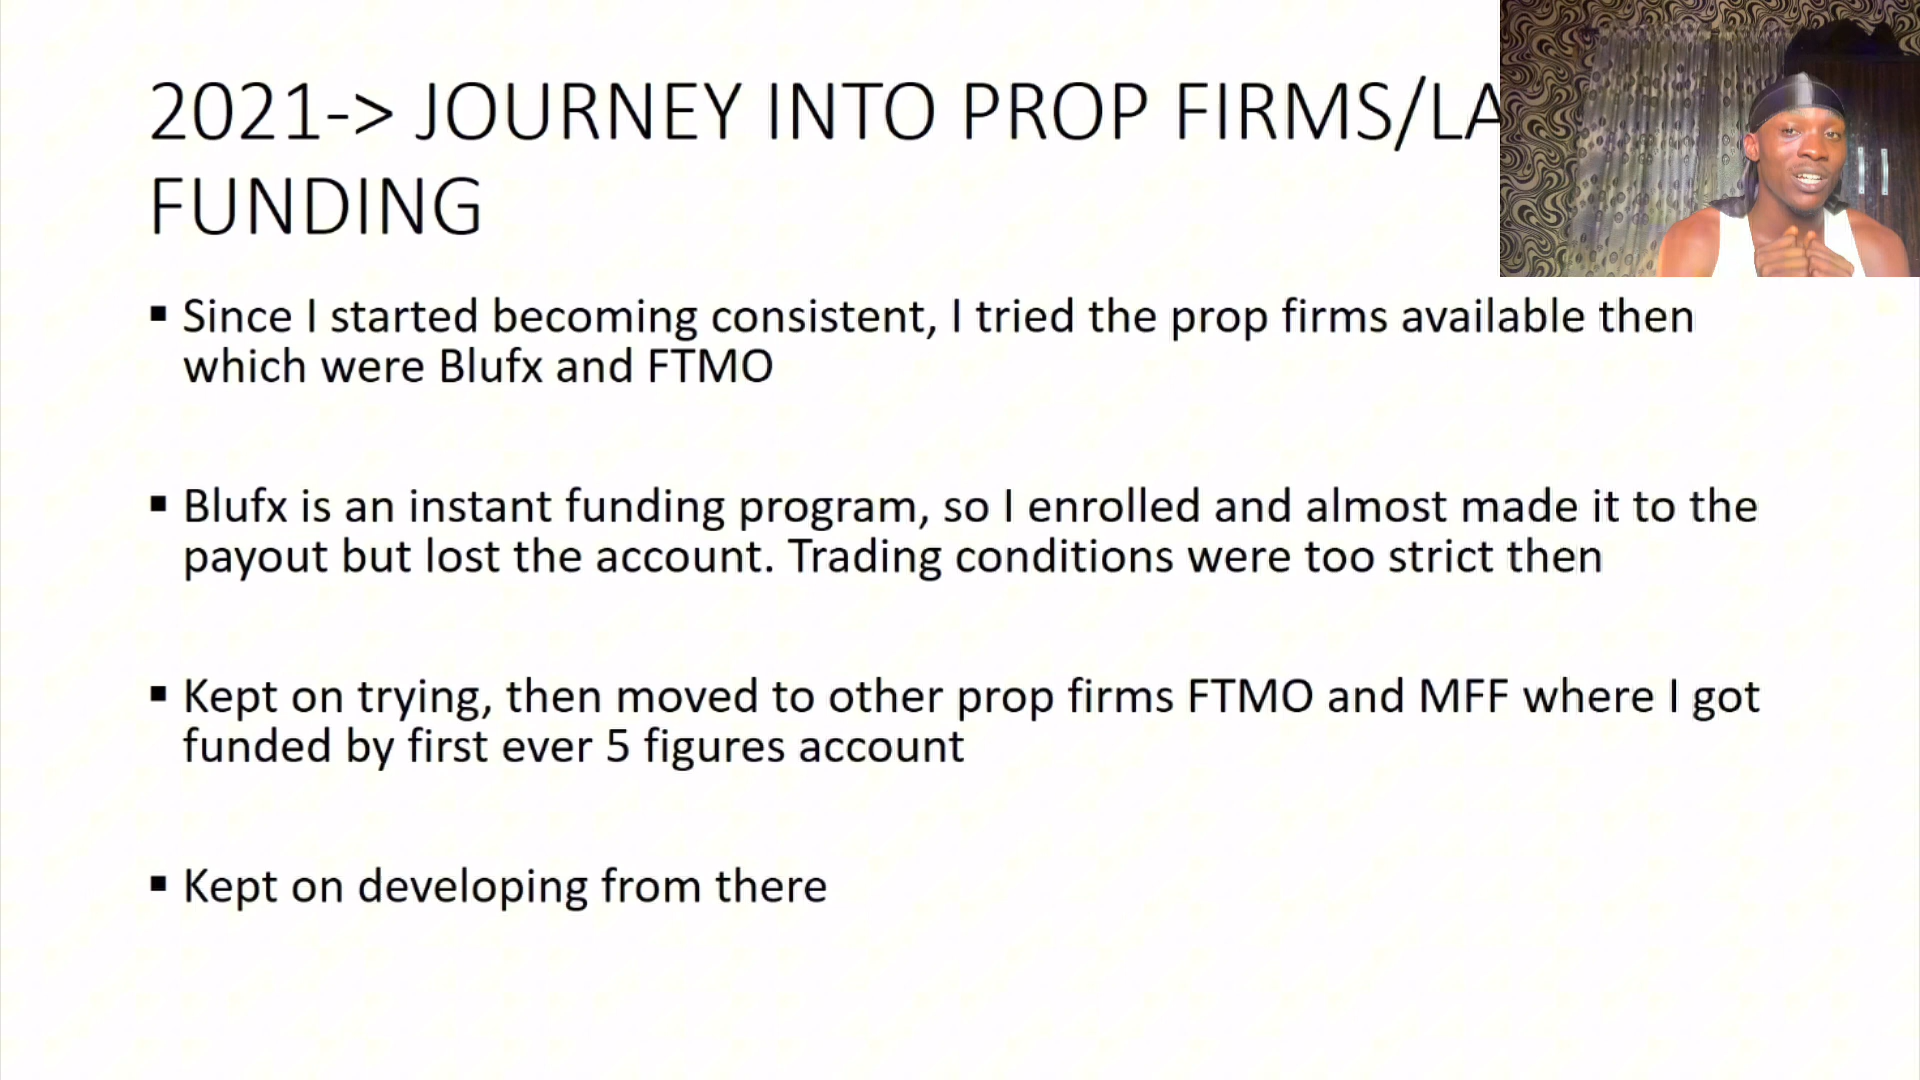 2021-> JOURNEY INTO PROP FIRMS/LA
FUNDING
▪ Since I started becoming consistent, I tried the prop firms available then
which were Blufx and FTMO
▪ Blufx is an instant funding program, so I enrolled and almost made it to the
payout but lost the account. Trading conditions were too strict then
▪ Kept on trying, then moved to other prop firms FTMO and MFF where I got
funded by first ever 5 figures account
▪ Kept on developing from there